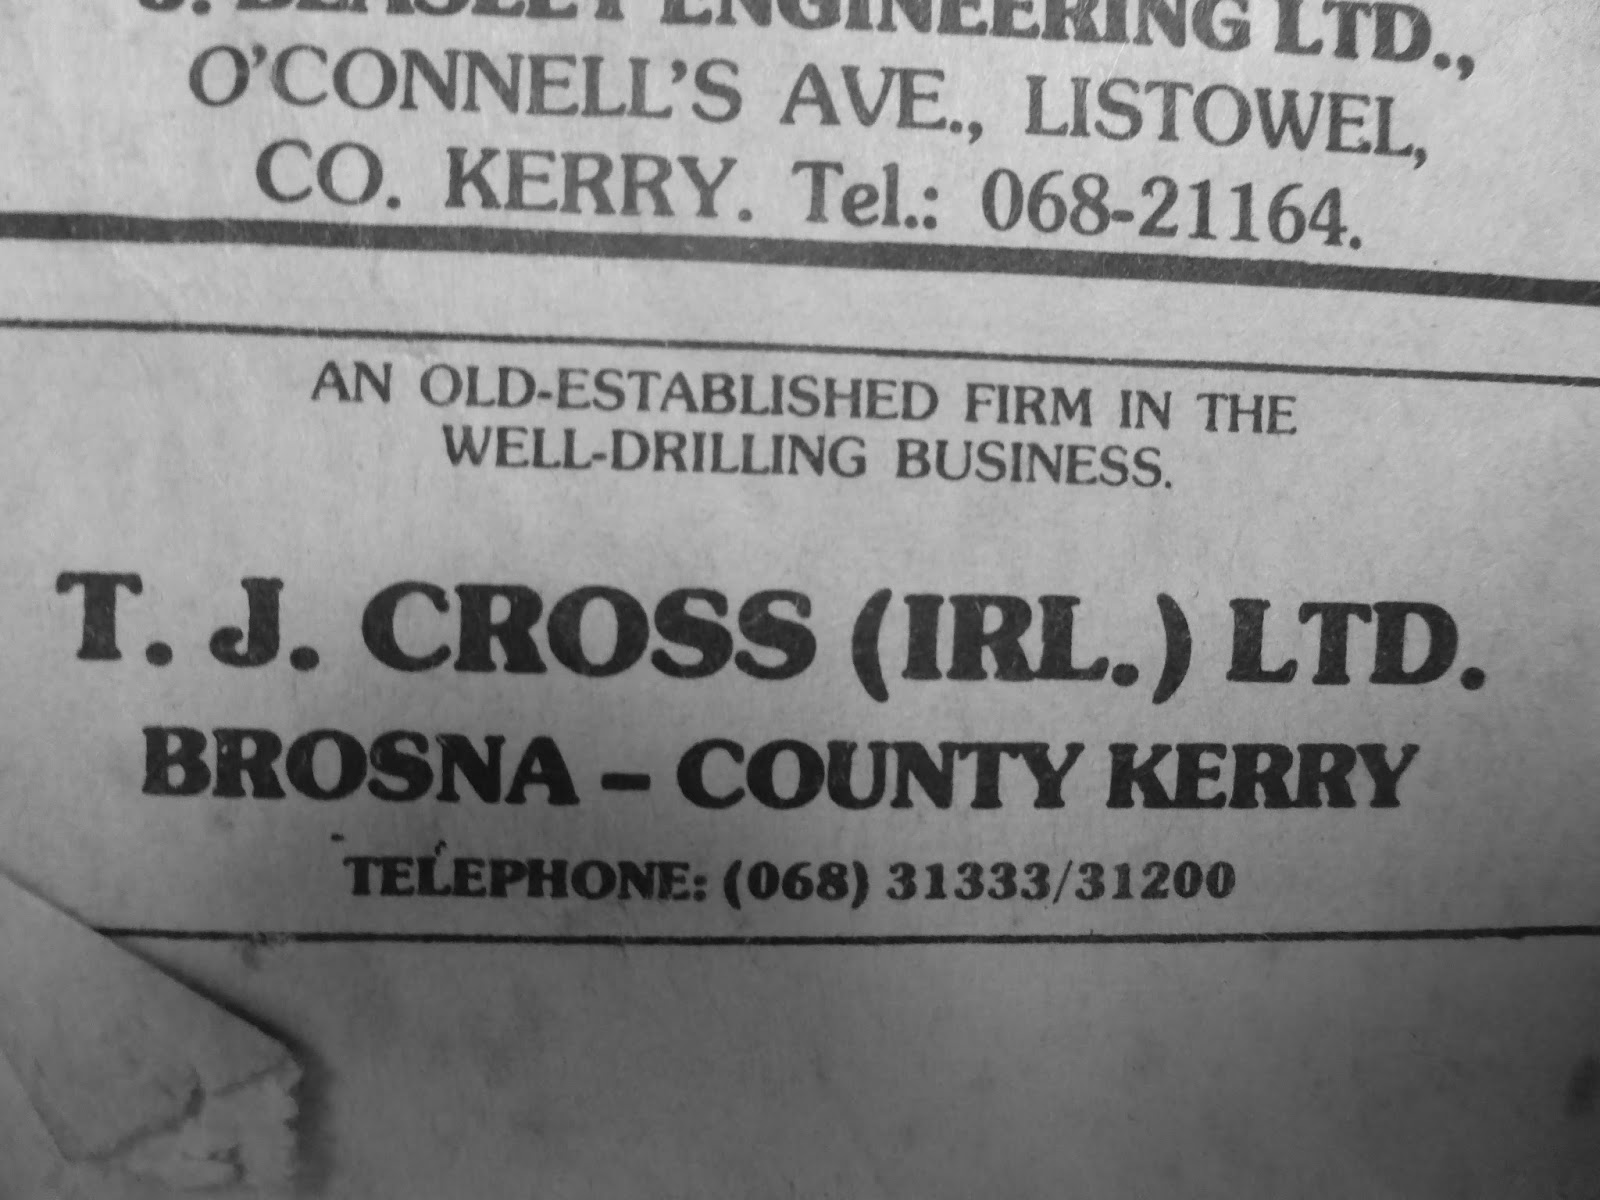 J. BEASLEY ENGINEERING LTD.,
O'CONNELL'S AVE., LISTOWEL,
CO. KERRY. Tel.: 068-21164.
AN OLD-ESTABLISHED FIRM IN THE
WELL-DRILLING BUSINESS.
T. J. CROSS (IRL.) LTD.
BROSNA – COUNTY KERRY
TELEPHONE: (068) 31333/31200